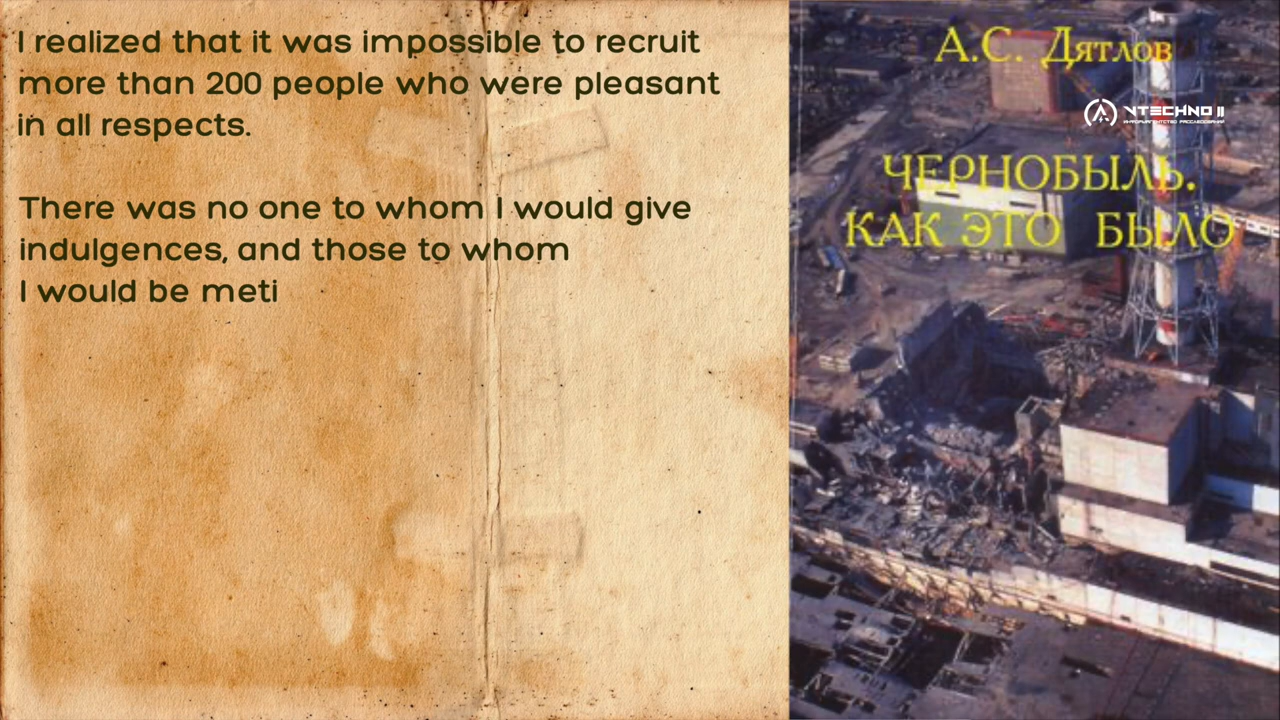 I realized that it was impossible to recruit
more than 200 people who were pleasant
in all respects.
There was no one to whom I would give
indulgences, and those to whom
I would be meti
А.С. Дятлов
VTECHNO II
ИНФОРМАГЕНТСТВО РАССЛЕДОВАНИЙ
ЧЕРНОБЫЛЬ.
КАК ЭТО БЫЛО